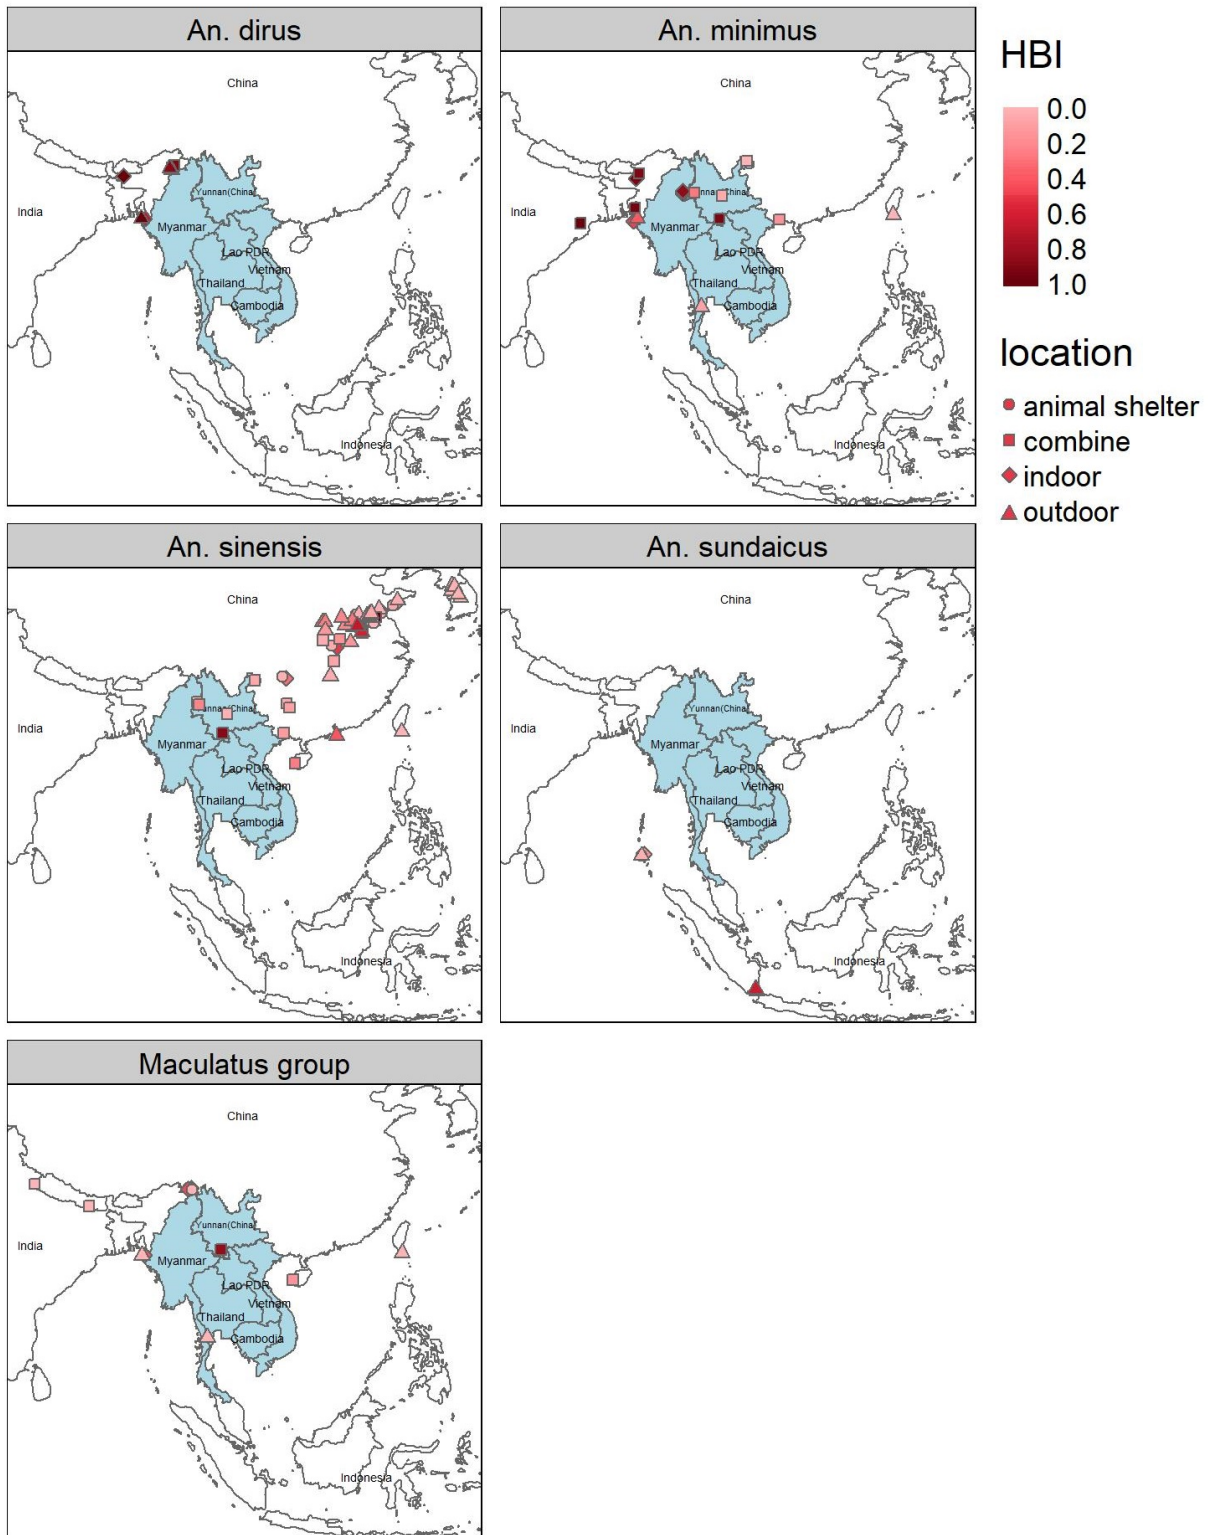 An. dirus
China
Yunnan(China)
India
Myanmar
Lao PDR
Vietnam
Thailand
Cambodia
Indonesia
An. minimus
China
India
Myanmar
Lao PDR
Vietnam
Thailand
Cambodia
Indonesia
HBI
0.0
0.2
0.4
0.6
0.8
1.0
location
animal shelter
combine
indoor
outdoor
An. sinensis
China
India
Myanmar
Lao PDR
Vietnam
Thailand
Cambodia
Indonesia
An. sundaicus
China
Yunnan(China)
India
Myanmar
Lao PDR
Vietnam
Thailand
Cambodia
Indonesia
Maculatus group
China
Yunnan(China)
India
Myanmar
Lao PDR
Vietnam
Thailand
Cambodia
Indonesia